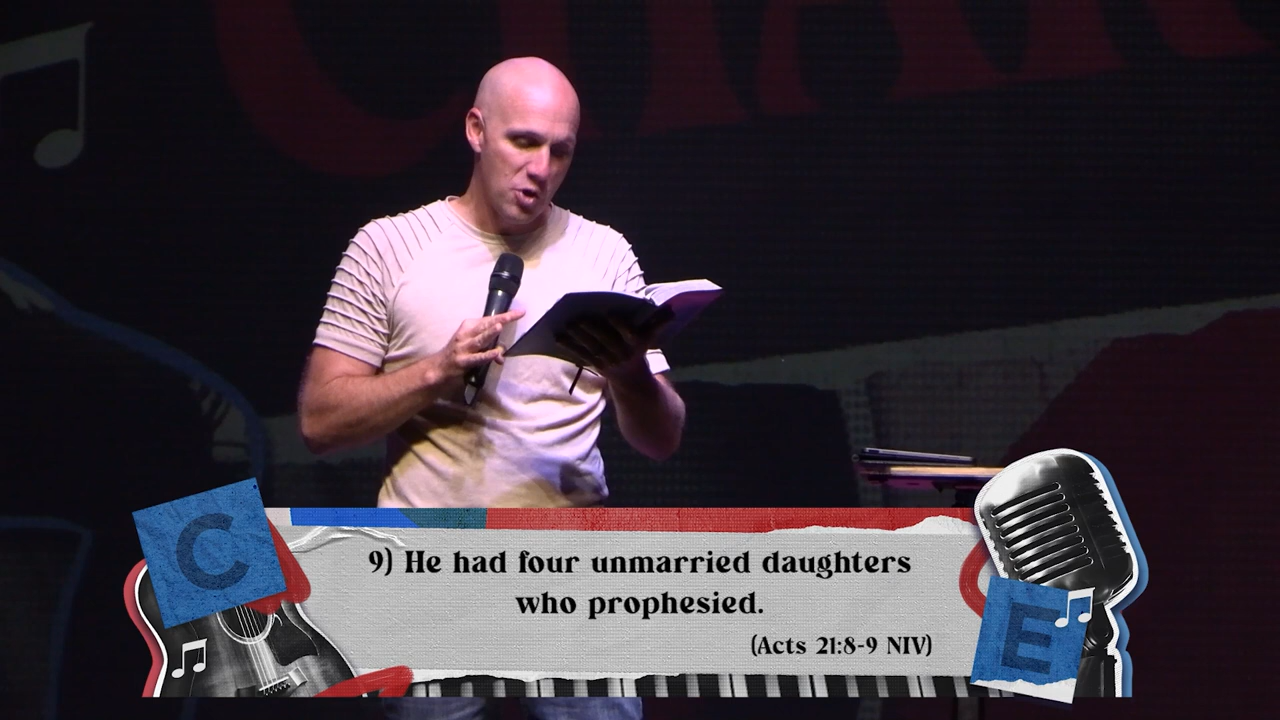 C
9) He had four unmarried daughters
who prophesied.
(Acts 21:8-9 NIV)
E